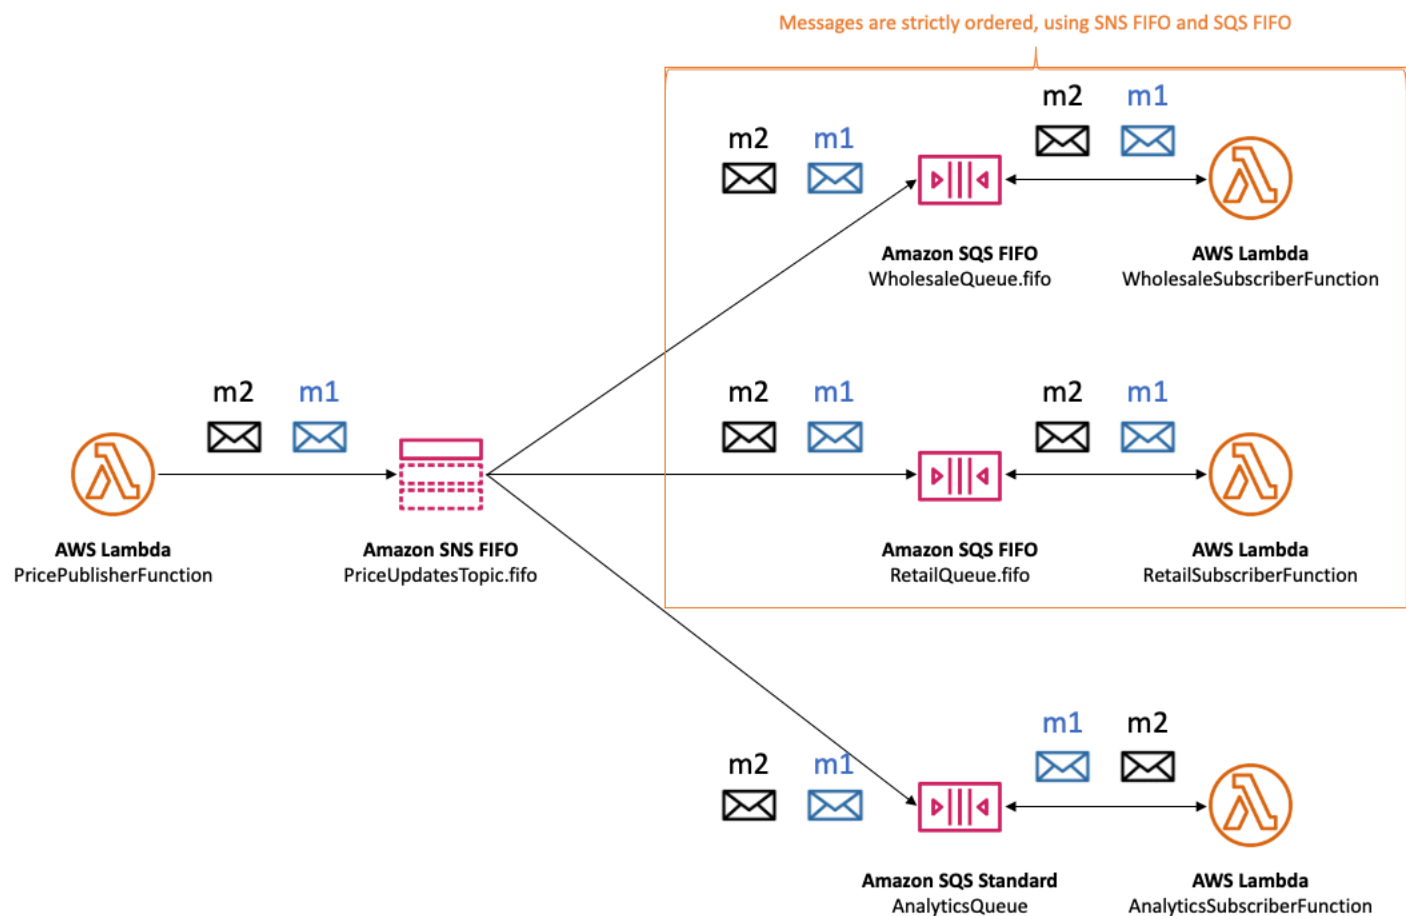 Messages are strictly ordered, using SNS FIFO and SQS FIFO
m2 m1
m2 m1
Amazon SQS FIFO
WholesaleQueue.fifo
AWS Lambda
WholesaleSubscriberFunction
m2 m1
m2 m1
m2 m1
AWS Lambda
PricePublisherFunction
Amazon SNS FIFO
PriceUpdatesTopic.fifo
Amazon SQS FIFO
RetailQueue.fifo
AWS Lambda
RetailSubscriberFunction
m2 m1
m1 m2
Amazon SQS Standard
AnalyticsQueue
AWS Lambda
AnalyticsSubscriberFunction